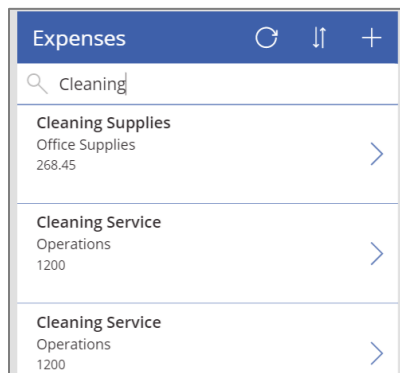 Expenses
Cleaning
Cleaning Supplies
Office Supplies
268.45
Cleaning Service
Operations
1200
Cleaning Service
Operations
1200